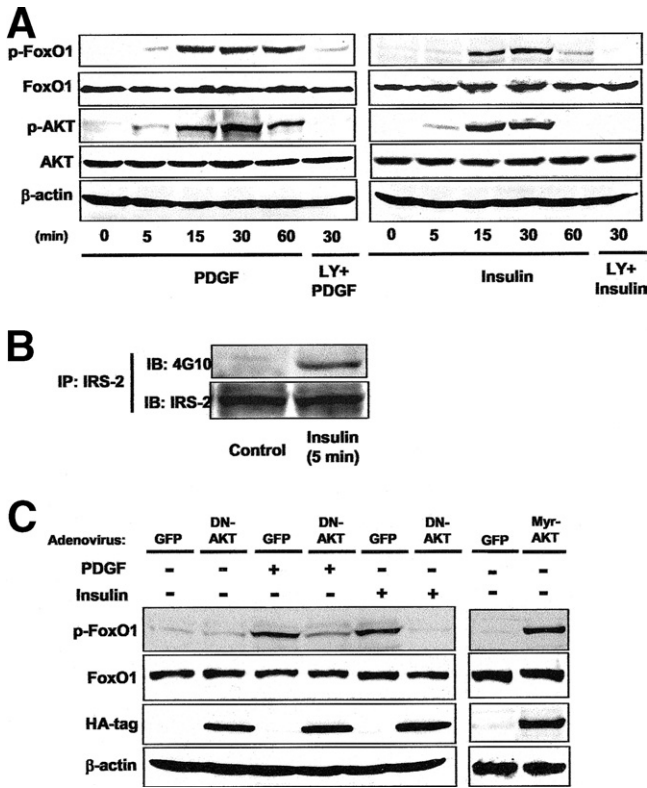 A
p-FoxO1
FoxO1
p-AKT
AKT
β-actin
(min) 0 5 15 30 60 30 0 5 15 30 60 30
PDGF LY+ PDGF Insulin LY+ Insulin
B
IP: IRS-2
IB: 4G10
IB: IRS-2
Control Insulin (5 min)
C
Adenovirus: GFP DN-AKT GFP DN-AKT GFP DN-AKT GFP Myr-AKT
PDGF - - + + - - - -
Insulin - - - - + + - -
p-FoxO1
FoxO1
HA-tag
β-actin